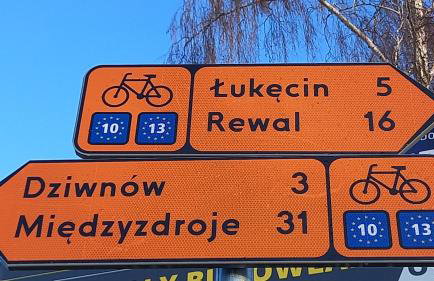 10 13 Łukęcin 5
Rewal 16
Dziwnów 3
Międzyzdroje 31 10 13